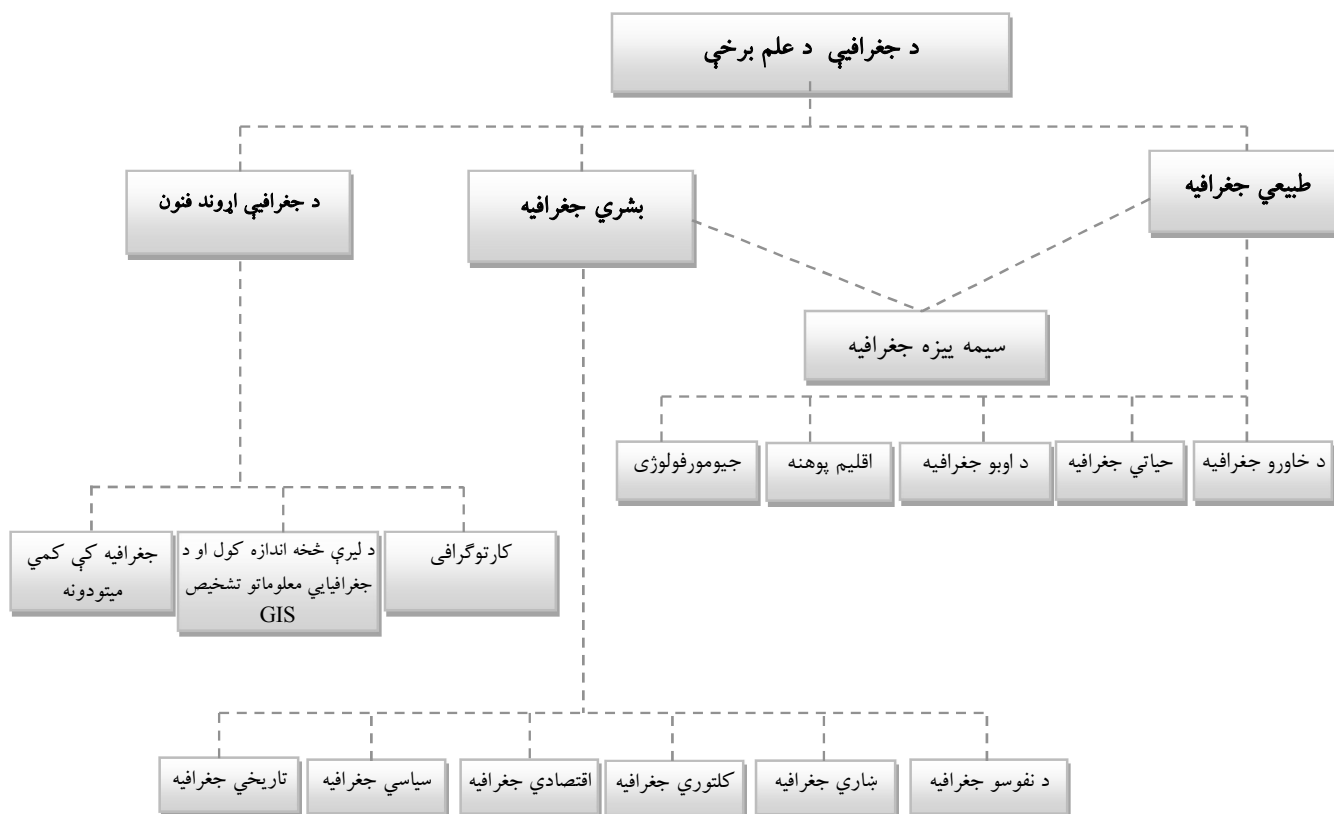 د جغرافيې د علم برخې
طبيعي جغرافيه
بشري جغرافيه
د جغرافيې اړوند فنون
سيمه ييزه جغرافيه
د خاورو جغرافيه
حياتي جغرافيه
د اوبو جغرافيه
اقليم پوهنه
جيومورفولوژی
کارتوگرافی
د ليرې څخه اندازه کول او د
جغرافيايي معلوماتو تشخيص
GIS
جغرافيه کې کمي
ميتودونه
د نفوسو جغرافيه
ښاري جغرافيه
کلتوري جغرافيه
اقتصادي جغرافيه
سياسي جغرافيه
تاريخي جغرافيه